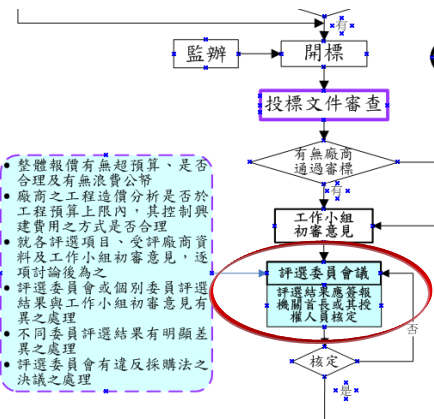 有
監辦
開標
投標文件審查
有無廠商
通過審標
有
工作小組
初審意見
整體報價有無超預算、是否
合理及有無浪費公帑
廠商之工程造價分析是否於
工程預算上限內，其控制興
建費用之方式是否合理
就各評選項目、受評廠商資
料及工作小組初審意見，逐
項討論後為之
評選委員會或個別委員評選
結果與工作小組初審意見有
異之處理
不同委員評選結果有明顯差
異之處理
評選委員會有違反採購法之
決議之處理
評選委員會議
評選結果應簽報
機關首長或其授
權人員核定
否
核定
是